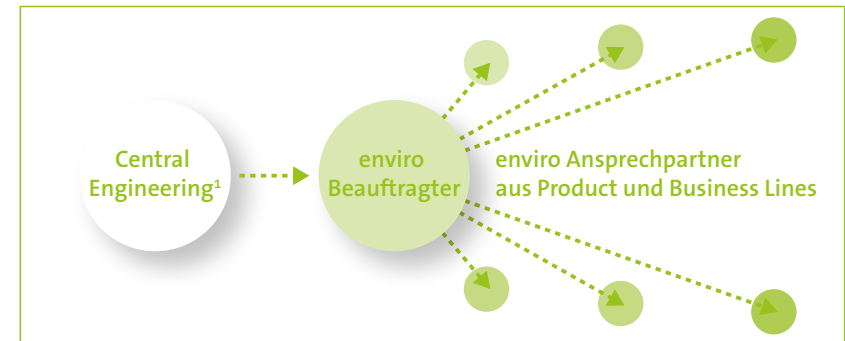 Central
Engineering¹
enviro
Beauftragter
enviro Ansprechpartner
aus Product und Business Lines